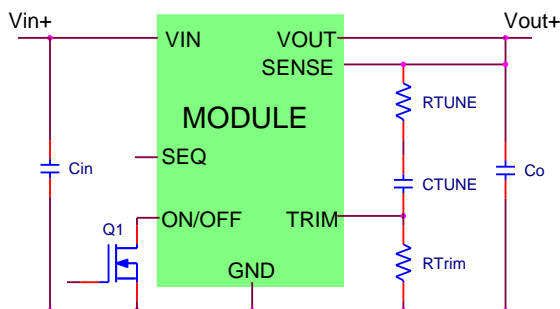 Vin+
Vout+
VIN
VOUT
SENSE
RTUNE
MODULE
SEQ
Cin
CTUNE
Co
Q1
ON/OFF
TRIM
GND
RTrim